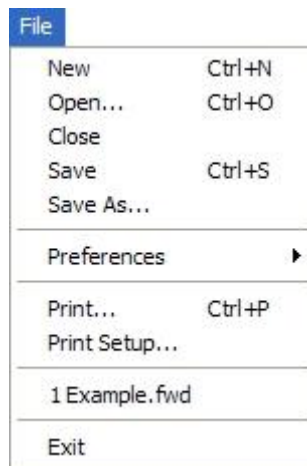 File
New Ctrl+N
Open... Ctrl+O
Close
Save Ctrl+S
Save As...
Preferences
Print... Ctrl+P
Print Setup...
1 Example.fwd
Exit